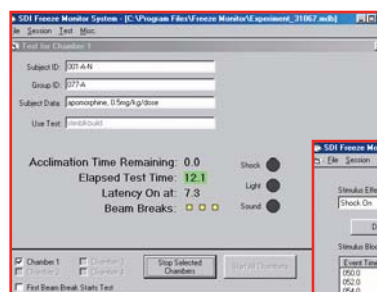 SDI Freeze Monitor System - [C:\Program Files\Freeze Monitor\Experiment_31067.mdb]
File Session Test Misc.
Test for Chamber 1
Subject ID: 001-A-N
Group ID: 077-A
Subject Data: apomorphine, 0.5mg/kg/dose
Use Test:
Acclimation Time Remaining: 0.0
Shock
Elapsed Test Time: 12.1
Light
Latency On at: 7.3
Beam Breaks:
Sound
Chamber 1
Chamber 2
Chamber 3
Chamber 4
Stop Selected Chambers
Start All Chambers
First Beam Break Starts Test
SDI Freeze Mo
File Session
Stimulus Effe
Shock On
D
Stimulus Bloc
Event Time
050.0
052.0
054.0